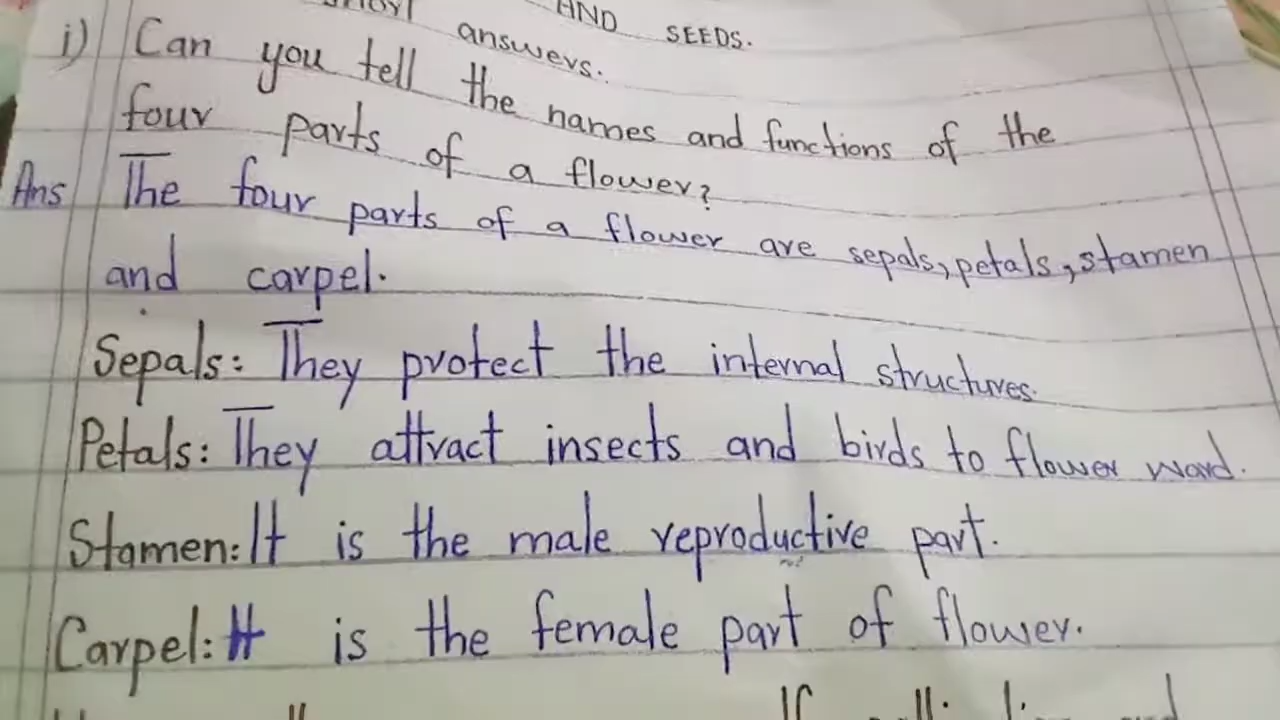 AND SEEDS.
answers.
i) Can you tell the names and functions of the
four parts of a flower?
Ans The four parts of a flower are sepals, petals, stamen
and carpel.
Sepals: They protect the internal structures.
Petals: They attract insects and birds to flower ward.
Stamen: It is the male reproductive part.
Carpel: It is the female part of flower.